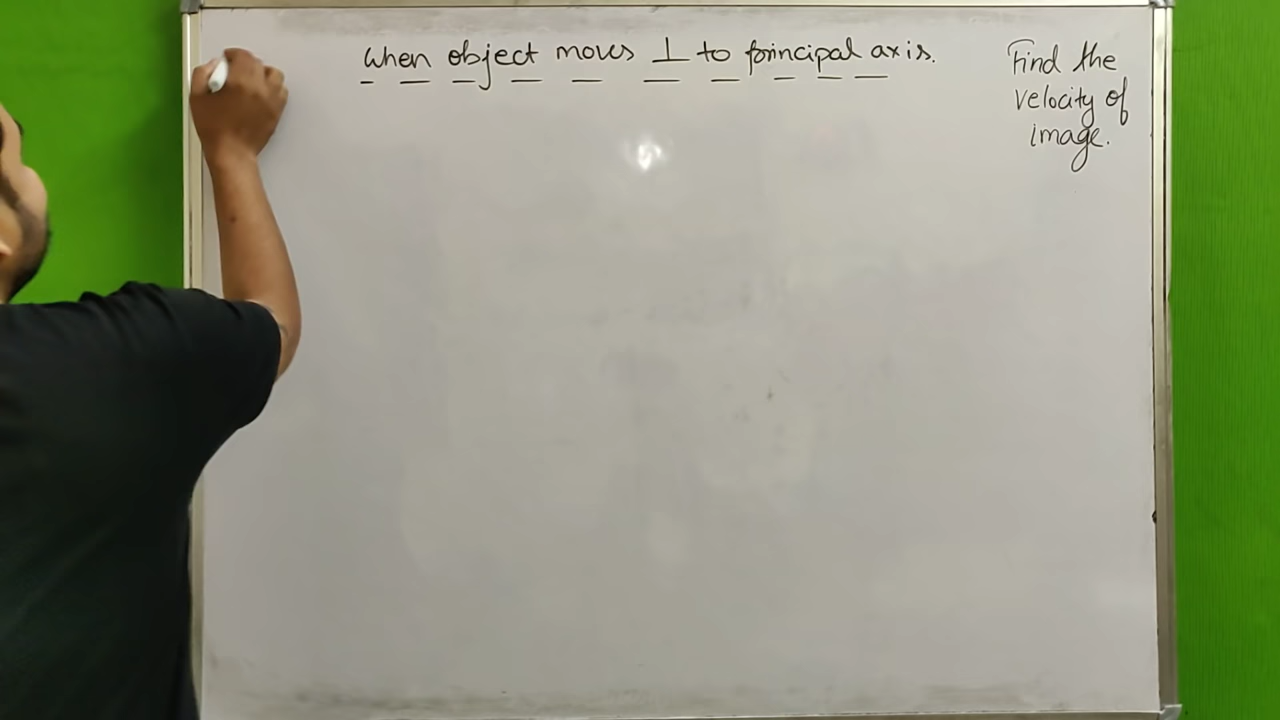 When object moves ⊥ to principal axis.
Find the
velocity of
image.